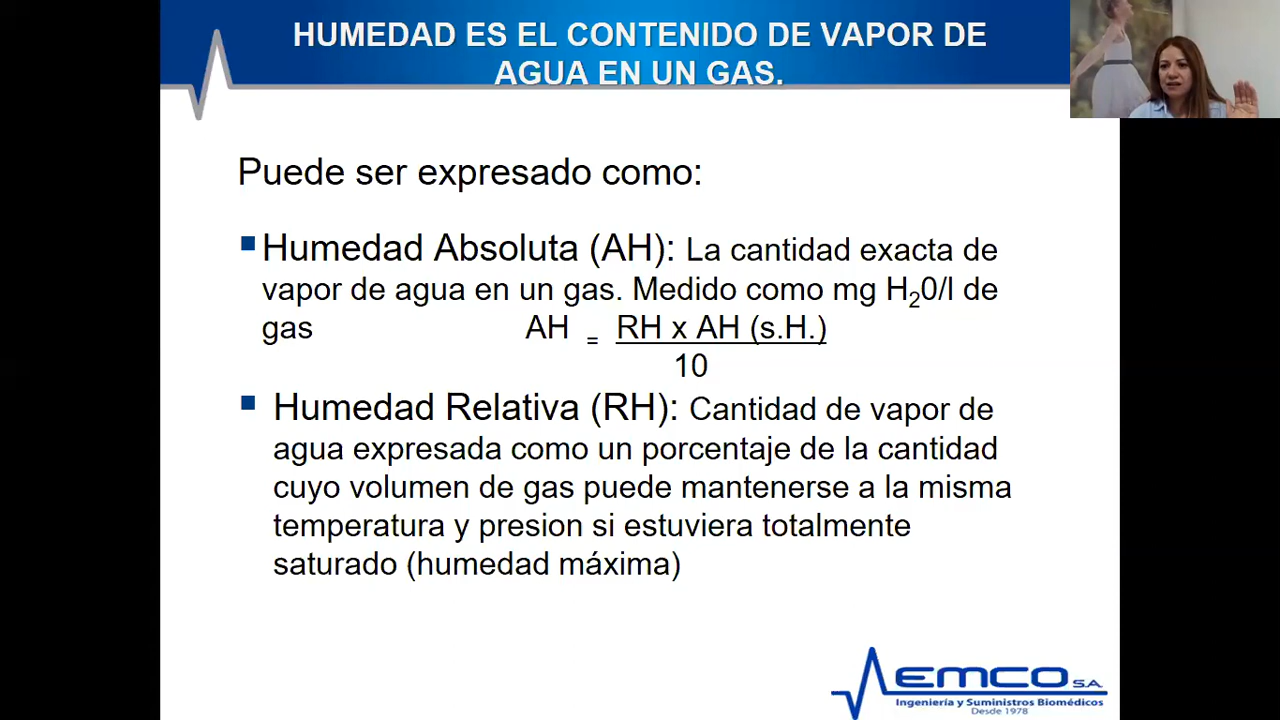 HUMEDAD ES EL CONTENIDO DE VAPOR DE
AGUA EN UN GAS.
Puede ser expresado como:
Humedad Absoluta (AH): La cantidad exacta de
vapor de agua en un gas. Medido como mg H₂0/l de
gas AH = RH x AH (s.H.)
10
Humedad Relativa (RH): Cantidad de vapor de
agua expresada como un porcentaje de la cantidad
cuyo volumen de gas puede mantenerse a la misma
temperatura y presion si estuviera totalmente
saturado (humedad máxima)
EMCO S.A.
Ingeniería y Suministros Biomédicos
Desde 1978